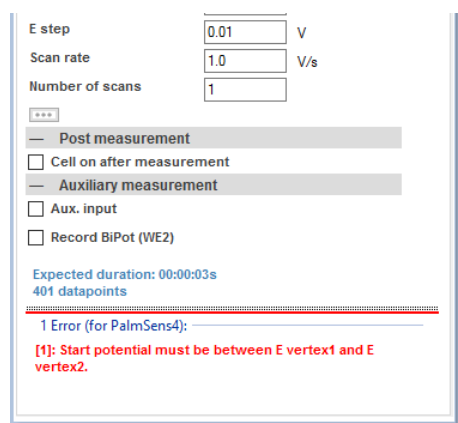 E step 0.01 V
Scan rate 1.0 V/s
Number of scans 1
...
— Post measurement
Cell on after measurement
— Auxiliary measurement
Aux. input
Record BiPot (WE2)
Expected duration: 00:00:03s
401 datapoints
1 Error (for PalmSens4):
[1]: Start potential must be between E vertex1 and E
vertex2.